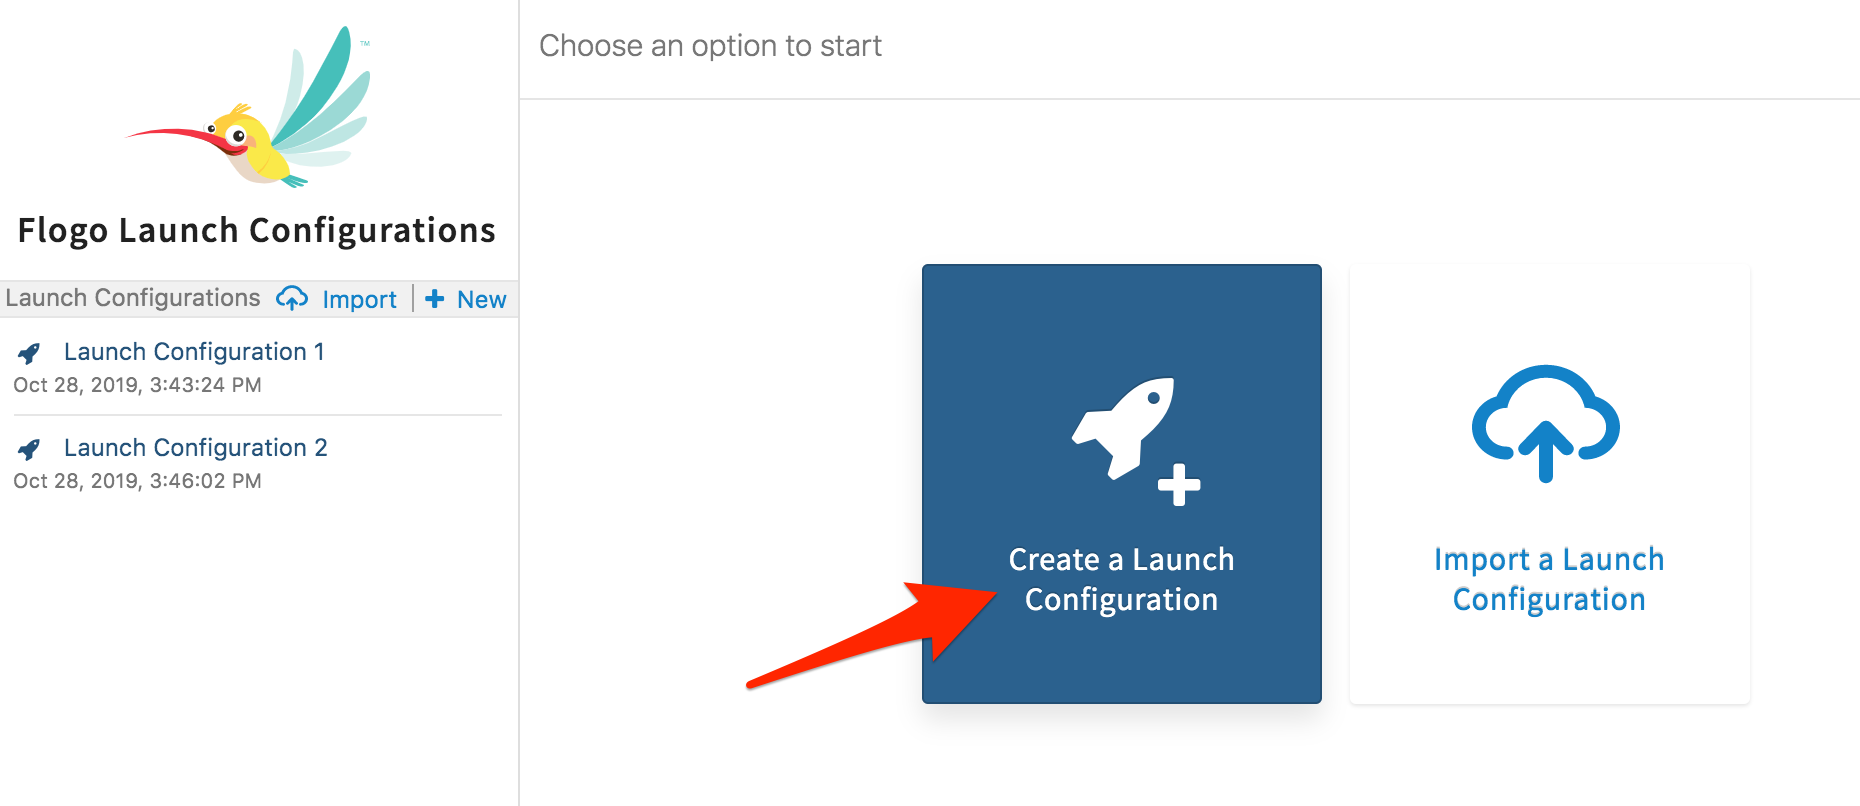 TM
Flogo Launch Configurations
Launch Configurations Import + New
Launch Configuration 1
Oct 28, 2019, 3:43:24 PM
Launch Configuration 2
Oct 28, 2019, 3:46:02 PM
Choose an option to start
Create a Launch
Configuration
Import a Launch
Configuration